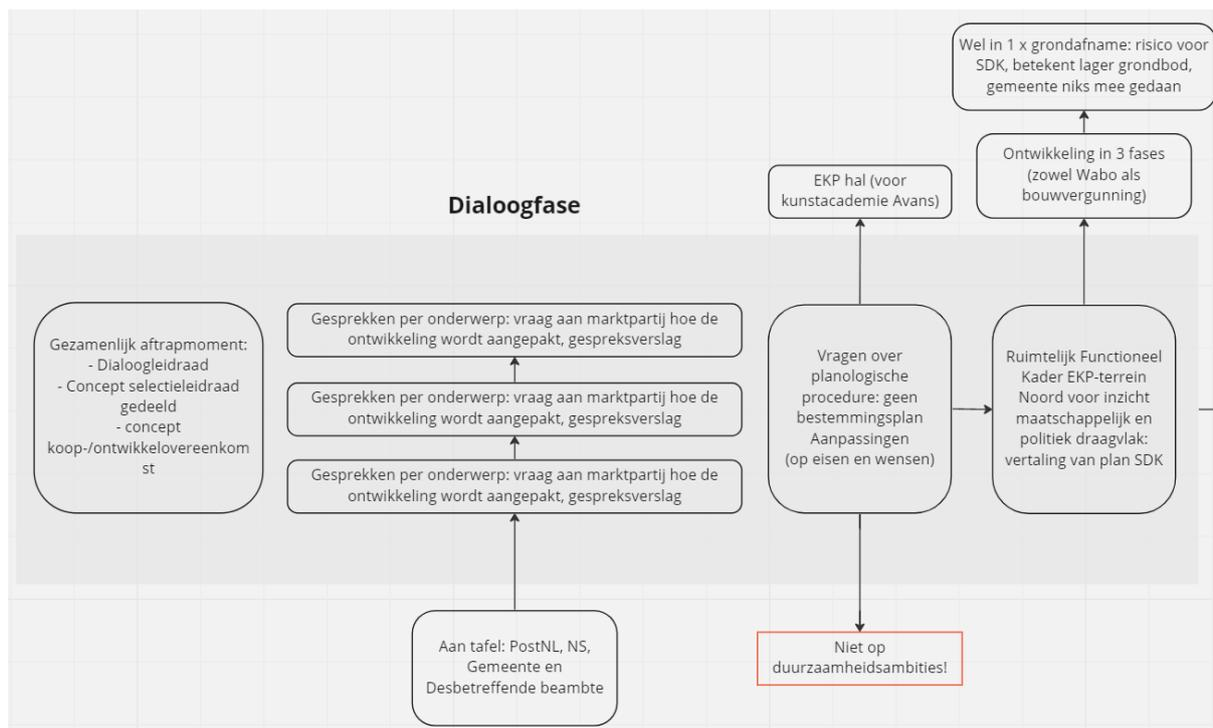 Wel in 1 x grondafname: risico voor
SDK, betekent lager grondbod,
gemeente niks mee gedaan
Ontwikkeling in 3 fases
(zowel Wabo als
bouwvergunning)
EKP hal (voor
kunstacademie Avans)
Dialoogfase
Gezamenlijk aftrapmoment:
- Dialoogleidraad
- Concept selectieleidraad
gedeeld
- concept
koop-/ontwikkelovereenkom
st
Gesprekken per onderwerp: vraag aan marktpartij hoe de
ontwikkeling wordt aangepakt, gespreksverslag
Gesprekken per onderwerp: vraag aan marktpartij hoe de
ontwikkeling wordt aangepakt, gespreksverslag
Gesprekken per onderwerp: vraag aan marktpartij hoe de
ontwikkeling wordt aangepakt, gespreksverslag
Vragen over
planologische
procedure: geen
bestemmingsplan
Aanpassingen
(op eisen en wensen)
Ruimtelijk Functioneel
Kader EKP-terrein
Noord voor inzicht
maatschappelijk en
politiek draagvlak:
vertaling van plan SDK
Aan tafel: PostNL, NS,
Gemeente en
Desbetreffende beambte
Niet op
duurzaamheidsambities!